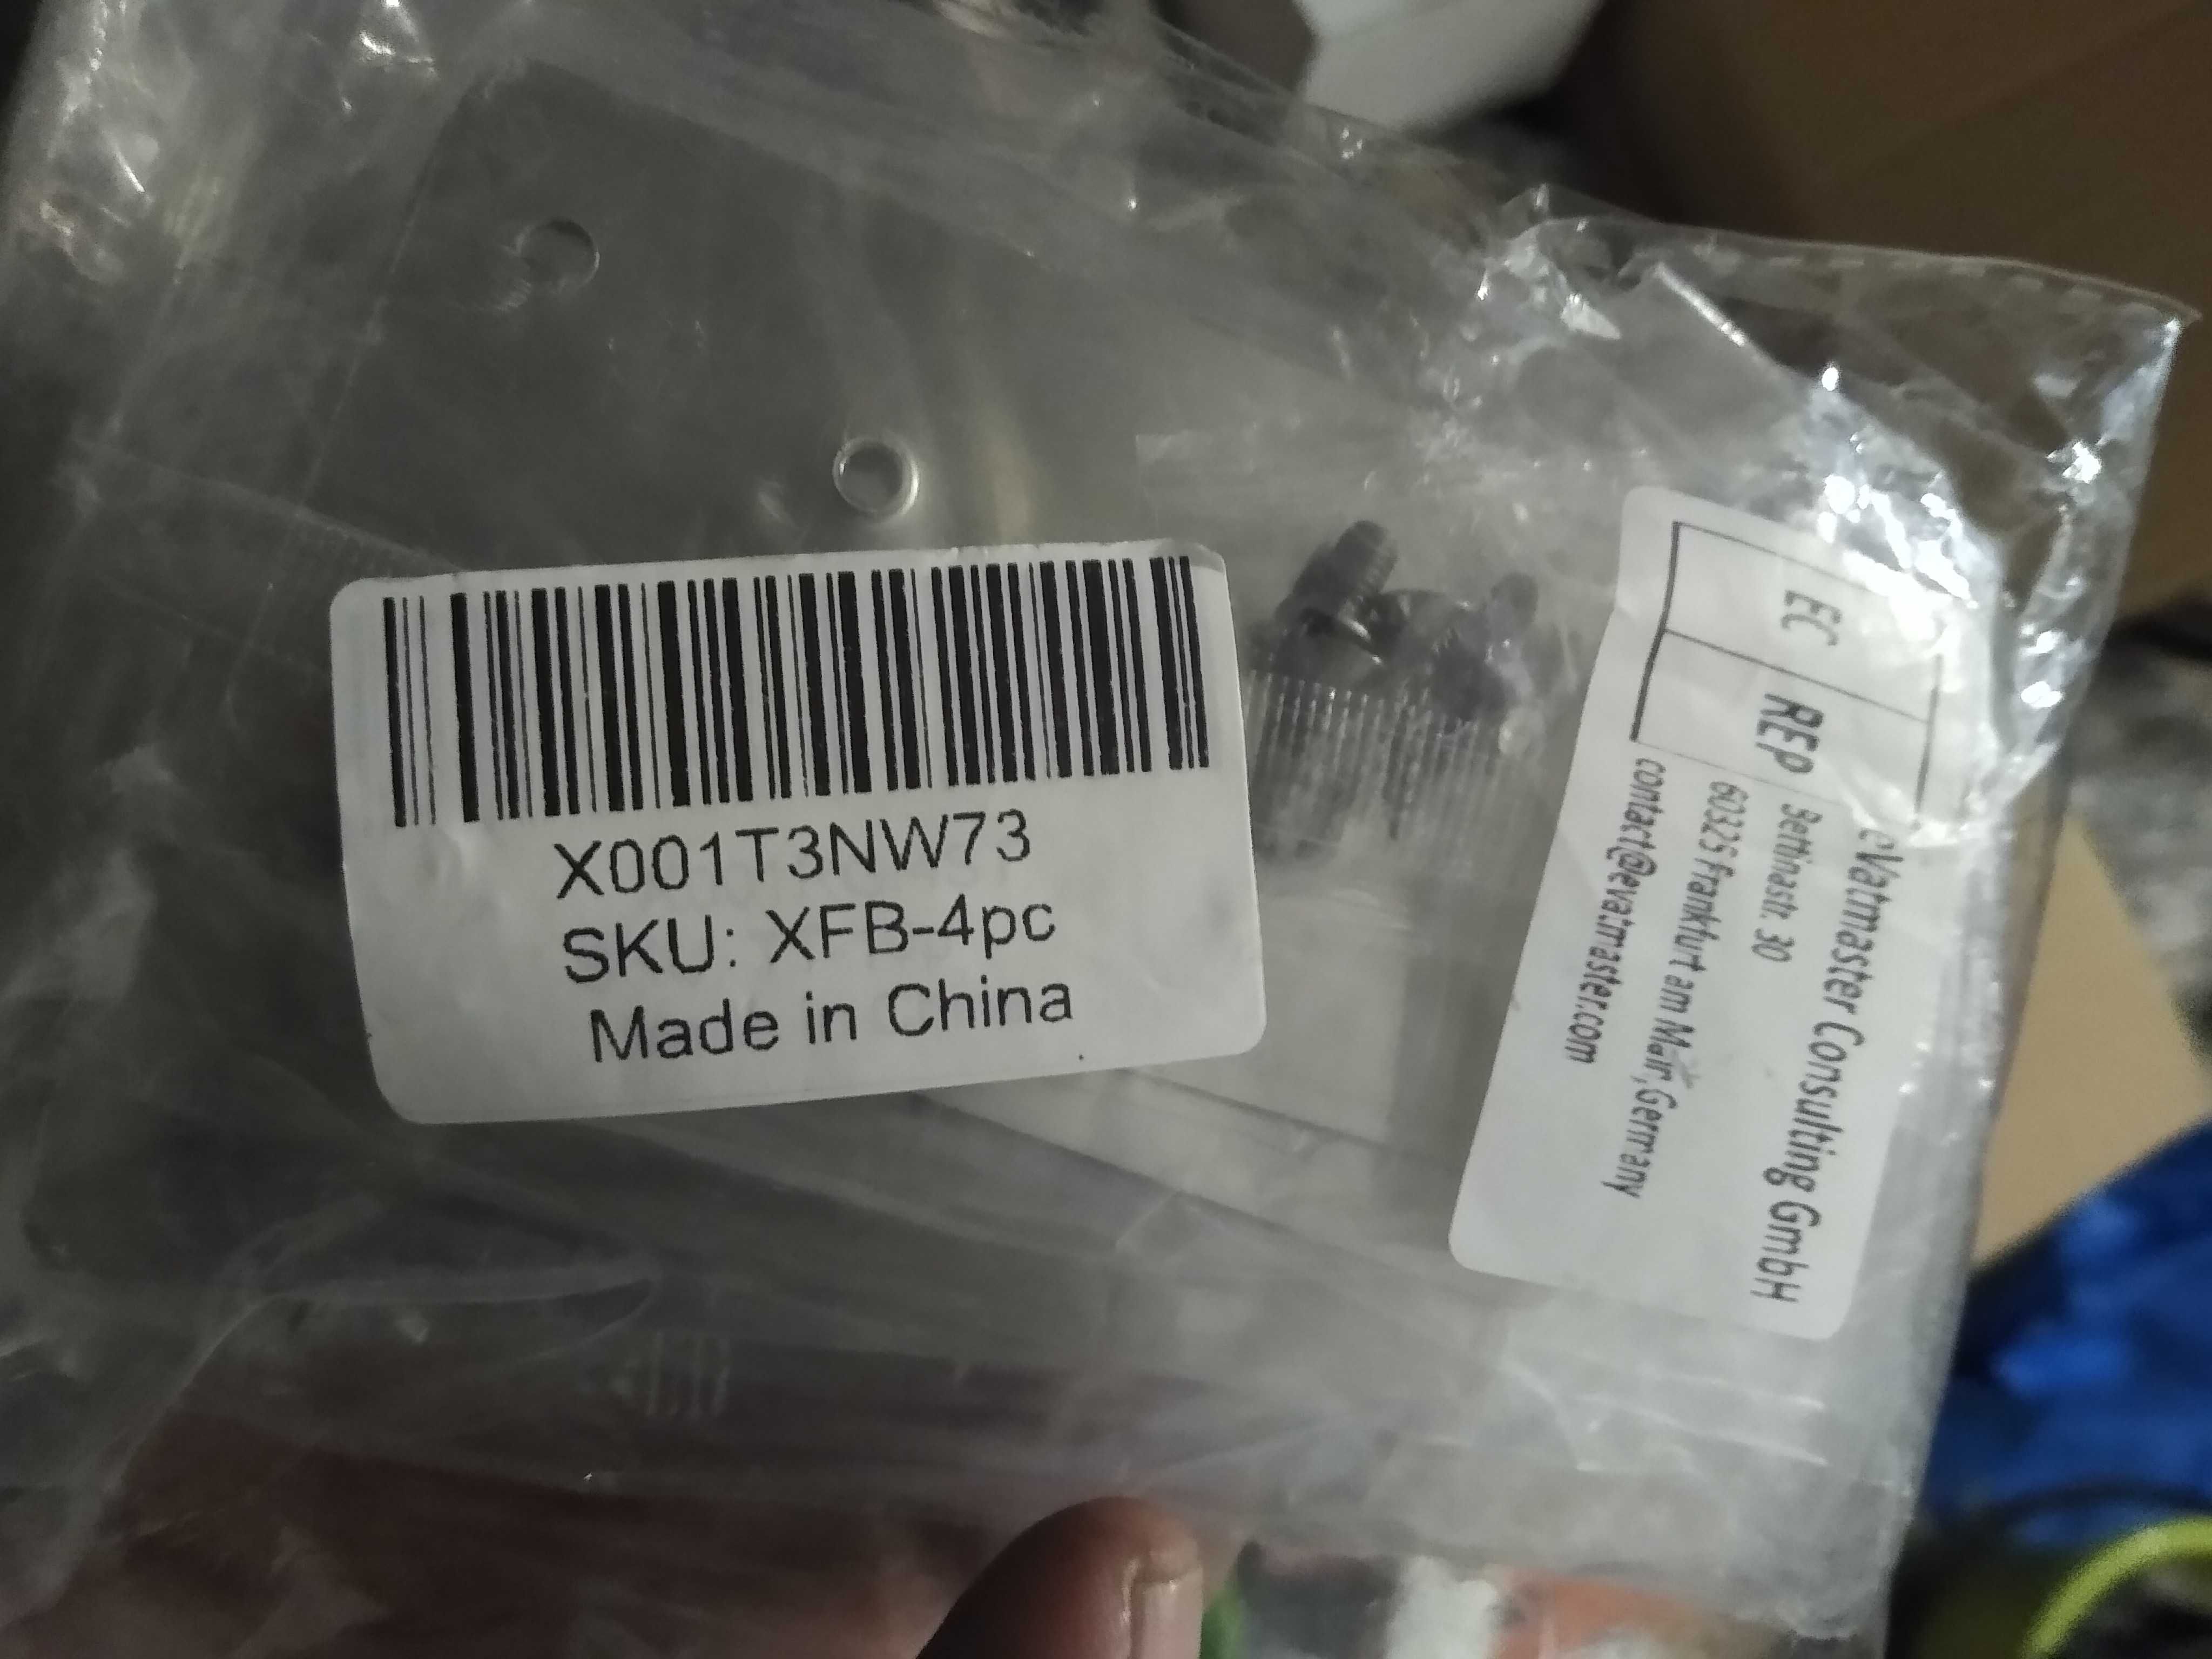 X001T3NW73
SKU: XFB-4pc
Made in China
EC REP
eVatmaster Consulting GmbH
Bettinastr. 30
60325 Frankfurt am Main,Germany
contact@evatmaster.com